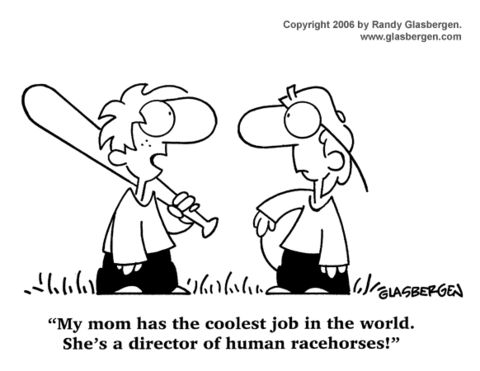 Copyright 2006 by Randy Glasbergen.
www.glasbergen.com
GLASBERGEN
“My mom has the coolest job in the world.
She’s a director of human racehorses!”